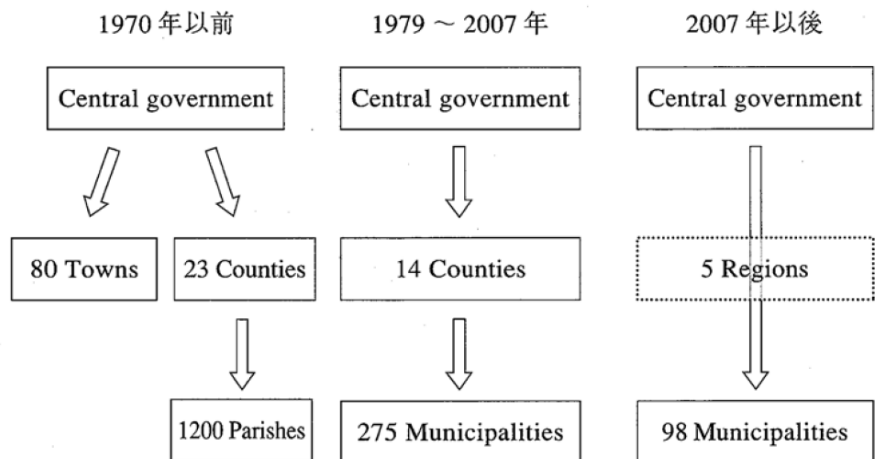 1970 年以前
1979 ～ 2007 年
2007 年以後
Central government
Central government
Central government
80 Towns
23 Counties
14 Counties
5 Regions
1200 Parishes
275 Municipalities
98 Municipalities